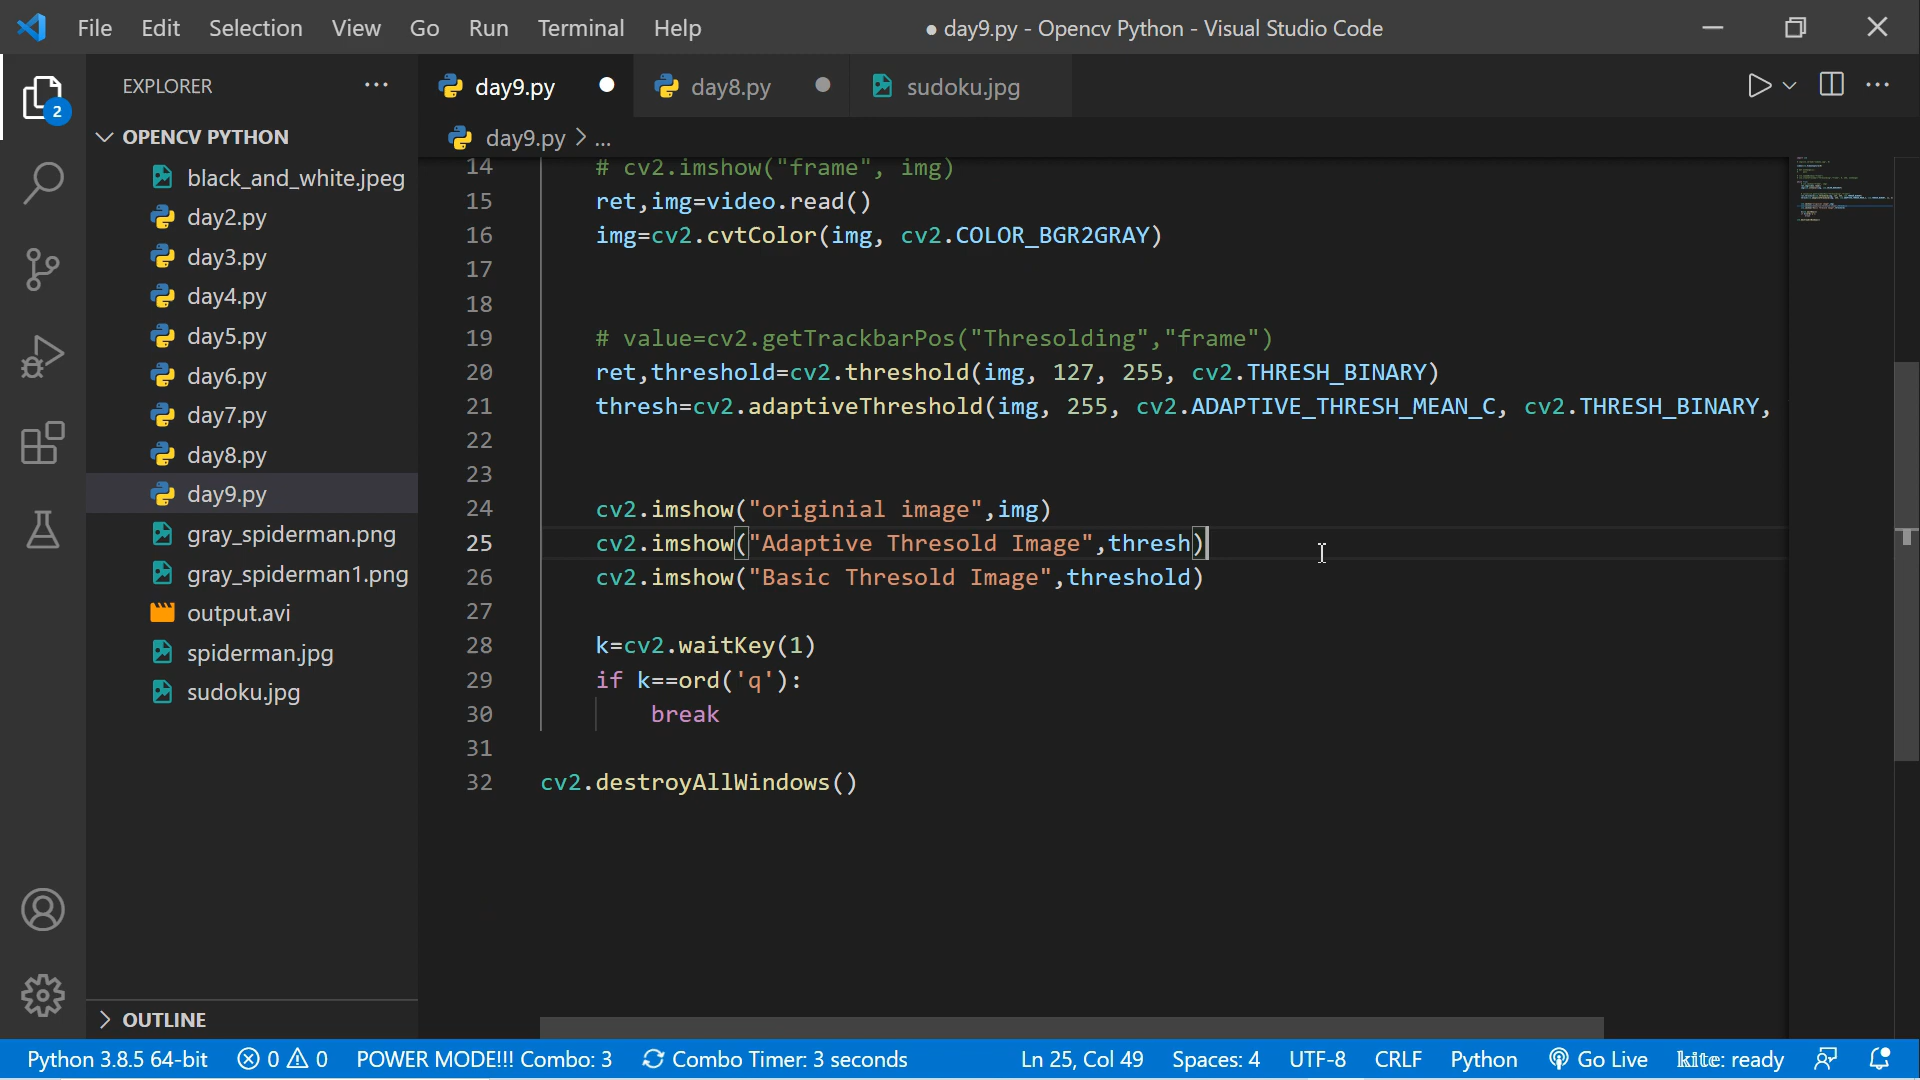 File Edit Selection View Go Run Terminal Help
● day9.py - Opencv Python - Visual Studio Code
EXPLORER
2
OPENCV PYTHON
black_and_white.jpeg
day2.py
day3.py
day4.py
day5.py
day6.py
day7.py
day8.py
day9.py
gray_spiderman.png
gray_spiderman1.png
output.avi
spiderman.jpg
sudoku.jpg
OUTLINE
day9.py day8.py sudoku.jpg
day9.py > ...
14 # cv2.imshow("frame", img)
15 ret,img=video.read()
16 img=cv2.cvtColor(img, cv2.COLOR_BGR2GRAY)
17
18
19 # value=cv2.getTrackbarPos("Thresolding","frame")
20 ret,threshold=cv2.threshold(img, 127, 255, cv2.THRESH_BINARY)
21 thresh=cv2.adaptiveThreshold(img, 255, cv2.ADAPTIVE_THRESH_MEAN_C, cv2.THRESH_BINARY,
22
23
24 cv2.imshow("originial image",img)
25 cv2.imshow("Adaptive Thresold Image",thresh)
26 cv2.imshow("Basic Thresold Image",threshold)
27
28 k=cv2.waitKey(1)
29 if k==ord('q'):
30 break
31
32 cv2.destroyAllWindows()
Python 3.8.5 64-bit 0 0 POWER MODE!!! Combo: 3 Combo Timer: 3 seconds Ln 25, Col 49 Spaces: 4 UTF-8 CRLF Python Go Live kite: ready